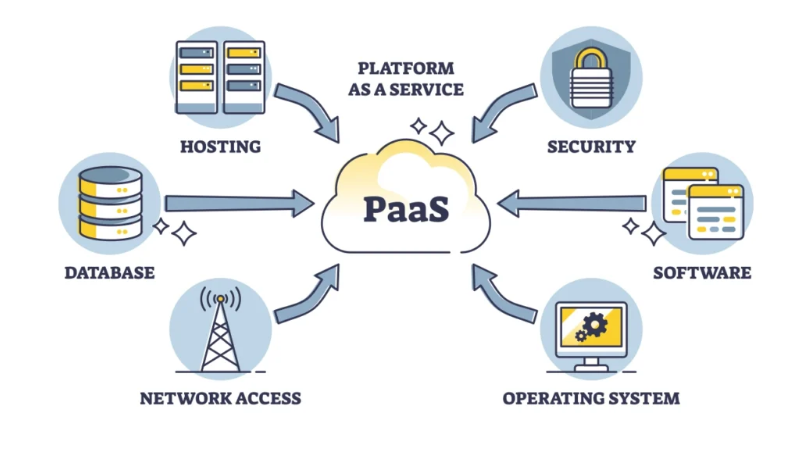 PLATFORM
AS A SERVICE
HOSTING
SECURITY
PaaS
DATABASE
SOFTWARE
NETWORK ACCESS
OPERATING SYSTEM